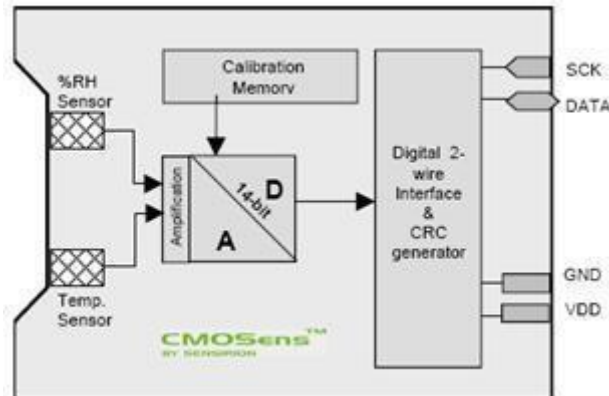 %RH
Sensor
Calibration
Memory
SCK
DATA
Digital 2-
wire
Interface
&
CRC
generator
Amplification
14-bit
D
A
Temp.
Sensor
GND
VDD
CMOSens™
BY SENSIRION